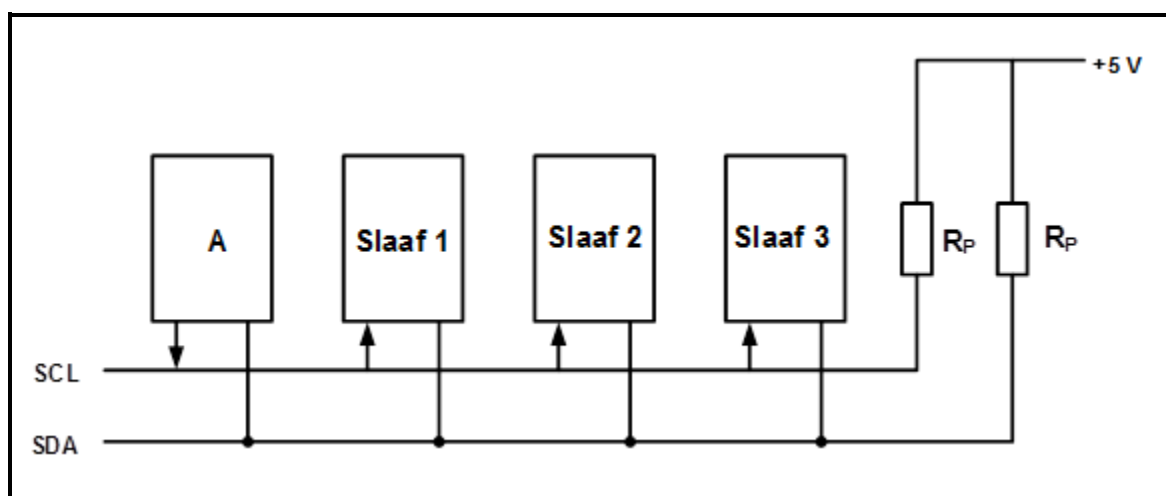 +5 V
A
Slaaf 1
Slaaf 2
Slaaf 3
RP
RP
SCL
SDA